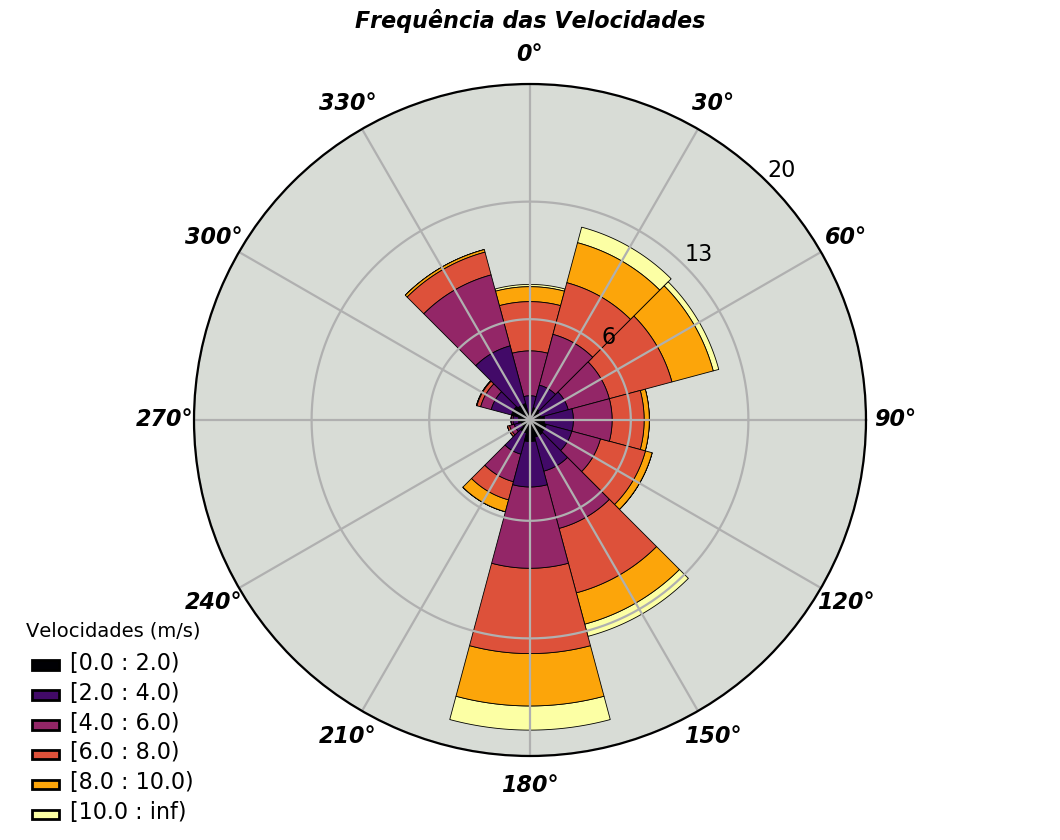 Frequência das Velocidades
0°
330°
30°
20
300°
60°
13
6
270°
90°
240°
120°
Velocidades (m/s)
[0.0 : 2.0)
[2.0 : 4.0)
[4.0 : 6.0)
210°
150°
[6.0 : 8.0)
[8.0 : 10.0)
180°
[10.0 : inf)